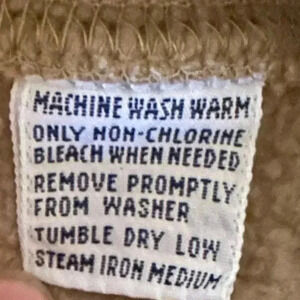 MACHINE WASH WARM
ONLY NON-CHLORINE
BLEACH WHEN NEEDED
REMOVE PROMPTLY
FROM WASHER
TUMBLE DRY LOW
STEAM IRON MEDIUM